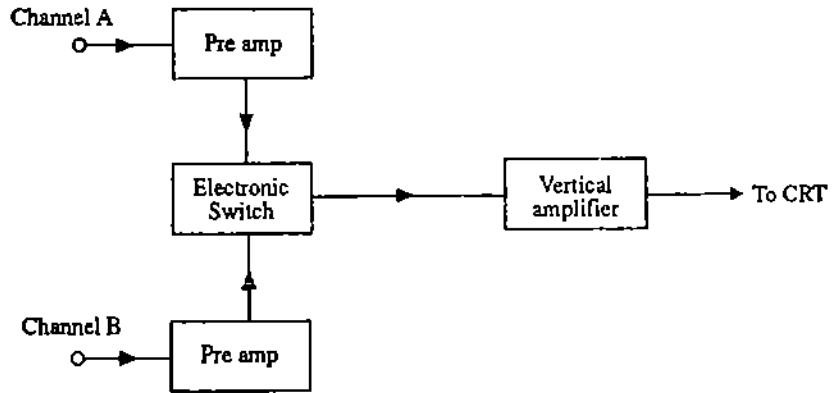 Channel A
Pre amp
Electronic
Switch
Vertical
amplifier
To CRT
Channel B
Pre amp